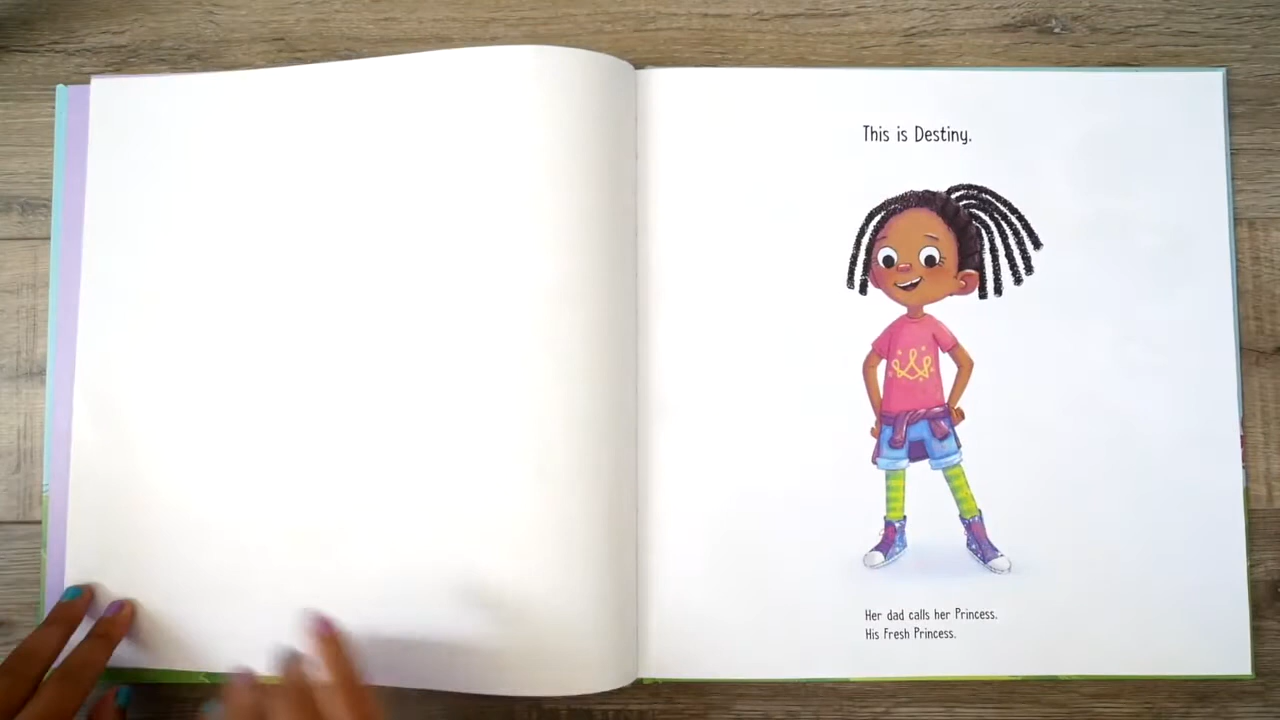 This is Destiny.
Her dad calls her Princess.
His Fresh Princess.